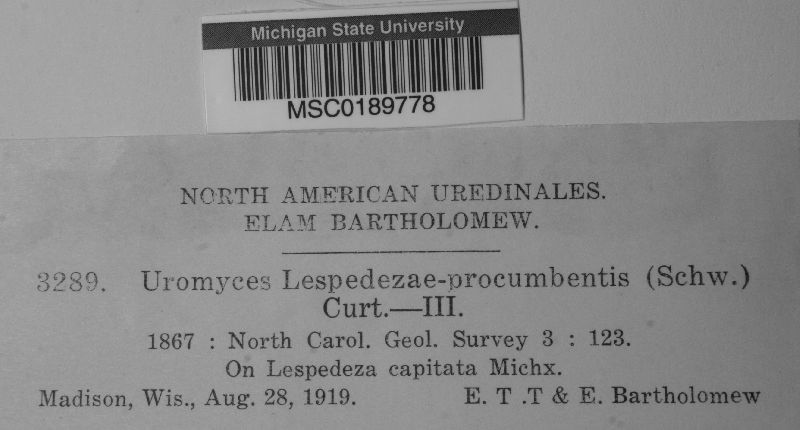 Michigan State University
MSC0189778
NORTH AMERICAN UREDINALES.
ELAM BARTHOLOMEW.
3289. Uromyces Lespedezae-procumbentis (Schw.)
Curt.—III.
1867 : North Carol. Geol. Survey 3 : 123.
On Lespedeza capitata Michx.
Madison, Wis., Aug. 28, 1919. E. T .T & E. Bartholomew